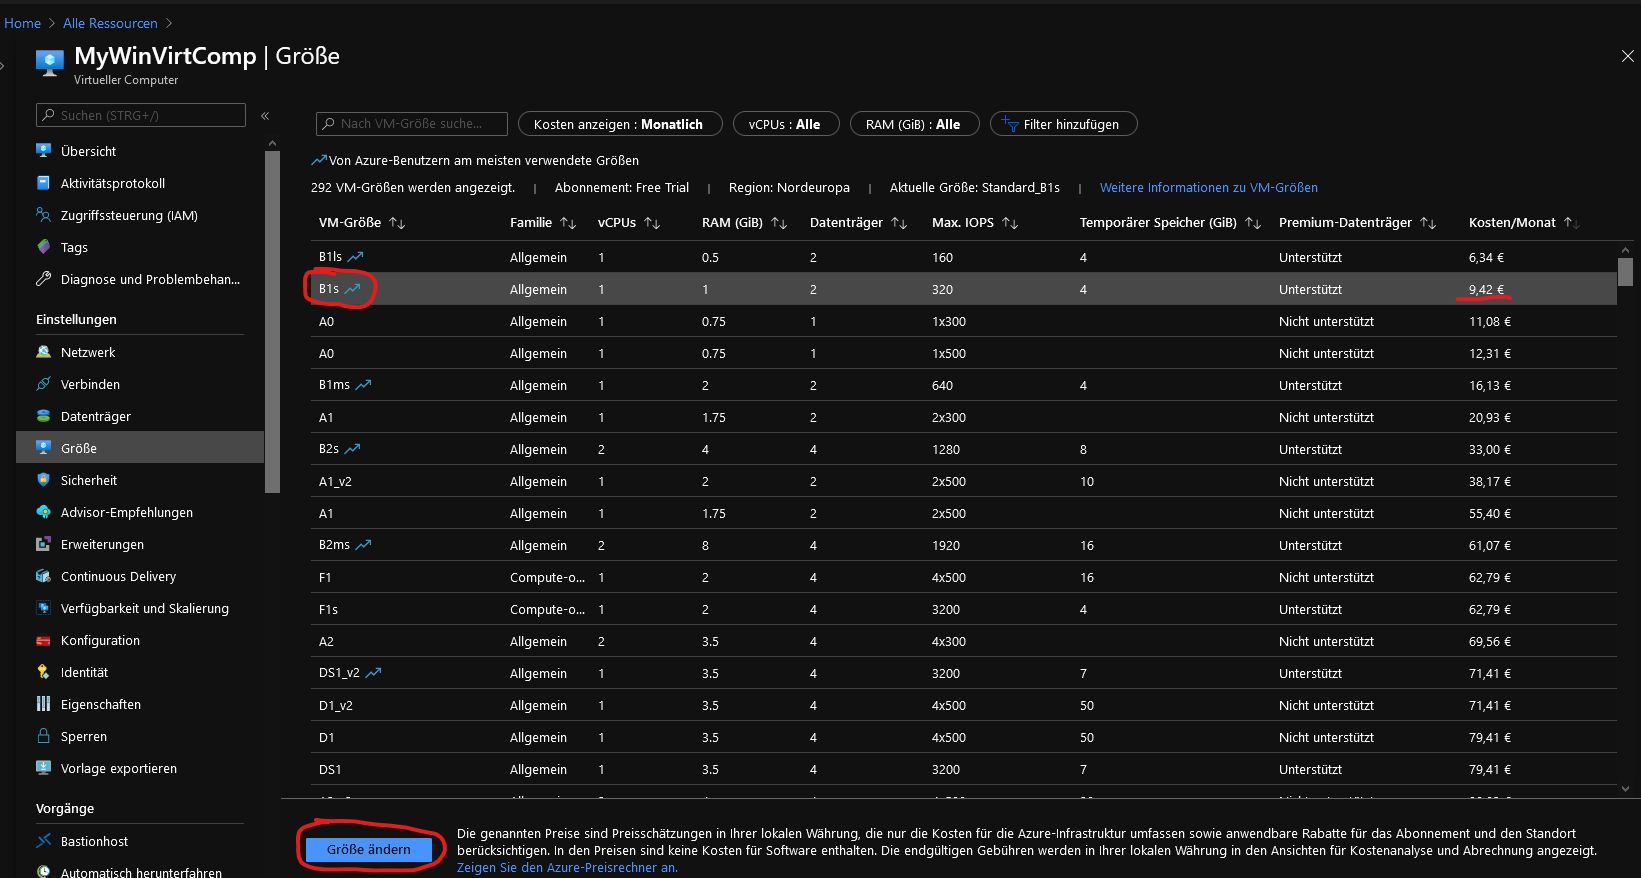 Home > Alle Ressourcen >
MyWinVirtComp | Größe
Virtueller Computer
Suchen (STRG+/)
«
Übersicht
Aktivitätsprotokoll
Zugriffssteuerung (IAM)
Tags
Diagnose und Problembehan...
Einstellungen
Netzwerk
Verbinden
Datenträger
Größe
Sicherheit
Advisor-Empfehlungen
Erweiterungen
Continuous Delivery
Verfügbarkeit und Skalierung
Konfiguration
Identität
Eigenschaften
Sperren
Vorlage exportieren
Vorgänge
Bastionhost
Automatisch herunterfahren
Nach VM-Größe suche... Kosten anzeigen : Monatlich vCPUs : Alle RAM (GiB) : Alle Filter hinzufügen
Von Azure-Benutzern am meisten verwendete Größen
292 VM-Größen werden angezeigt. | Abonnement: Free Trial | Region: Nordeuropa | Aktuelle Größe: Standard_B1s | Weitere Informationen zu VM-Größen
VM-Größe ↑↓ Familie ↑↓ vCPUs ↑↓ RAM (GiB) ↑↓ Datenträger ↑↓ Max. IOPS ↑↓ Temporärer Speicher (GiB) ↑↓ Premium-Datenträger ↑↓ Kosten/Monat ↑↓
B1ls Allgemein 1 0.5 2 160 4 Unterstützt 6,34 €
B1s Allgemein 1 1 2 320 4 Unterstützt 9,42 €
A0 Allgemein 1 0.75 1 1x300 Nicht unterstützt 11,08 €
A0 Allgemein 1 0.75 1 1x500 Nicht unterstützt 12,31 €
B1ms Allgemein 1 2 2 640 4 Unterstützt 16,13 €
A1 Allgemein 1 1.75 2 2x300 Nicht unterstützt 20,93 €
B2s Allgemein 2 4 4 1280 8 Unterstützt 33,00 €
A1_v2 Allgemein 1 2 2 2x500 10 Nicht unterstützt 38,17 €
A1 Allgemein 1 1.75 2 2x500 Nicht unterstützt 55,40 €
B2ms Allgemein 2 8 4 1920 16 Unterstützt 61,07 €
F1 Compute-o... 1 2 4 4x500 16 Nicht unterstützt 62,79 €
F1s Compute-o... 1 2 4 3200 4 Unterstützt 62,79 €
A2 Allgemein 2 3.5 4 4x300 Nicht unterstützt 69,56 €
DS1_v2 Allgemein 1 3.5 4 3200 7 Unterstützt 71,41 €
D1_v2 Allgemein 1 3.5 4 4x500 50 Nicht unterstützt 71,41 €
D1 Allgemein 1 3.5 4 4x500 50 Nicht unterstützt 79,41 €
DS1 Allgemein 1 3.5 4 3200 7 Unterstützt 79,41 €
Größe ändern
Die genannten Preise sind Preisschätzungen in Ihrer lokalen Währung, die nur die Kosten für die Azure-Infrastruktur umfassen sowie anwendbare Rabatte für das Abonnement und den Standort
berücksichtigen. In den Preisen sind keine Kosten für Software enthalten. Die endgültigen Gebühren werden in Ihrer lokalen Währung in den Ansichten für Kostenanalyse und Abrechnung angezeigt.
Zeigen Sie den Azure-Preisrechner an.